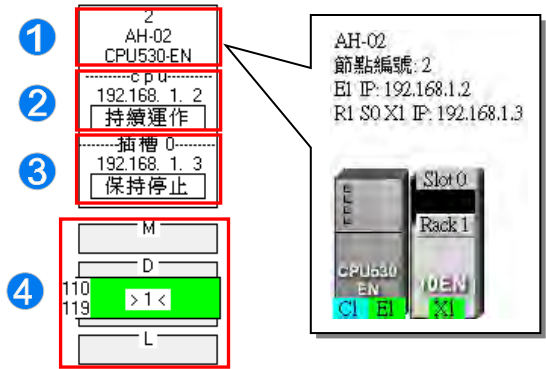 1
2
AH-02
CPU530-EN
2
cpu
192.168. 1. 2
持續運作
3
插槽 0
192.168. 1. 3
保持停止
4
M
D
110
119
>1<
L
AH-02
節點編號: 2
E1 IP: 192.168.1.2
R1 S0 X1 IP: 192.168.1.3
CPU530
EN
C1 E1
Slot 0
Rack 1
10EN
X1